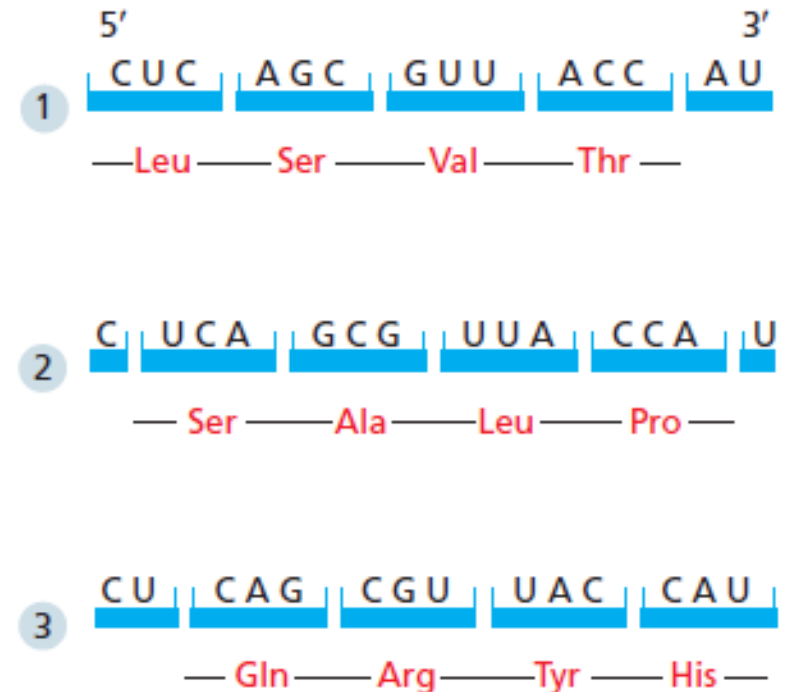 5′ 3′
CUC AGC GUU ACC AU
1
Leu Ser Val Thr
C UCA GCG UUA CCA U
2
Ser Ala Leu Pro
CU CAG CGU UAC CAU
3
Gln Arg Tyr His